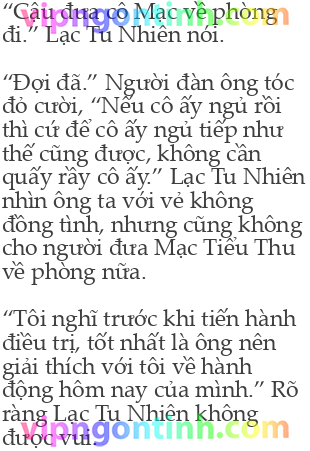 “Cậu đưa cô Mạc về phòng
đi.” Lạc Tu Nhiên nói.
“Đợi đã.” Người đàn ông tóc
đỏ cười, “Nếu cô ấy ngủ rồi
thì cứ để cô ấy ngủ tiếp như
thế cũng được, không cần
quấy rầy cô ấy.” Lạc Tu Nhiên
nhìn ông ta với vẻ không
đồng tình, nhưng cũng không
cho người đưa Mạc Tiểu Thu
về phòng nữa.
“Tôi nghĩ trước khi tiến hành
điều trị, tốt nhất là ông nên
giải thích với tôi về hành
động hôm nay của mình.” Rõ
ràng Lạc Tu Nhiên không
được vui.
vipngontinh.com
vipngontinh.com